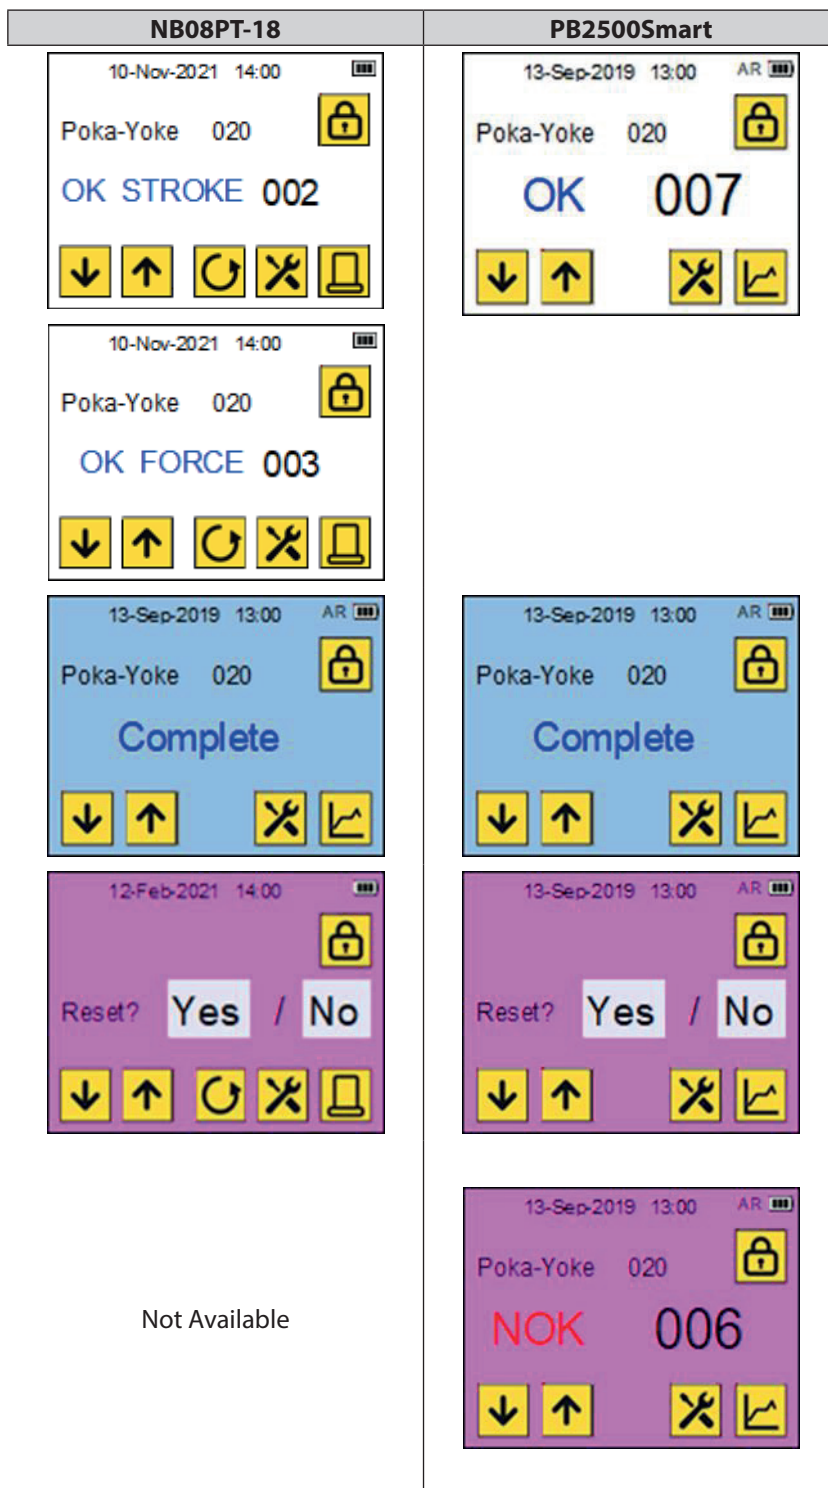 NB08PT-18
PB2500Smart
10-Nov-2021 14:00
Poka-Yoke 020
OK STROKE 002
13-Sep-2019 13:00 AR
Poka-Yoke 020
OK 007
10-Nov-2021 14:00
Poka-Yoke 020
OK FORCE 003
13-Sep-2019 13:00 AR
Poka-Yoke 020
Complete
13-Sep-2019 13:00 AR
Poka-Yoke 020
Complete
12-Feb-2021 14:00
Reset? Yes / No
13-Sep-2019 13:00 AR
Reset? Yes / No
Not Available
13-Sep-2019 13:00 AR
Poka-Yoke 020
NOK 006